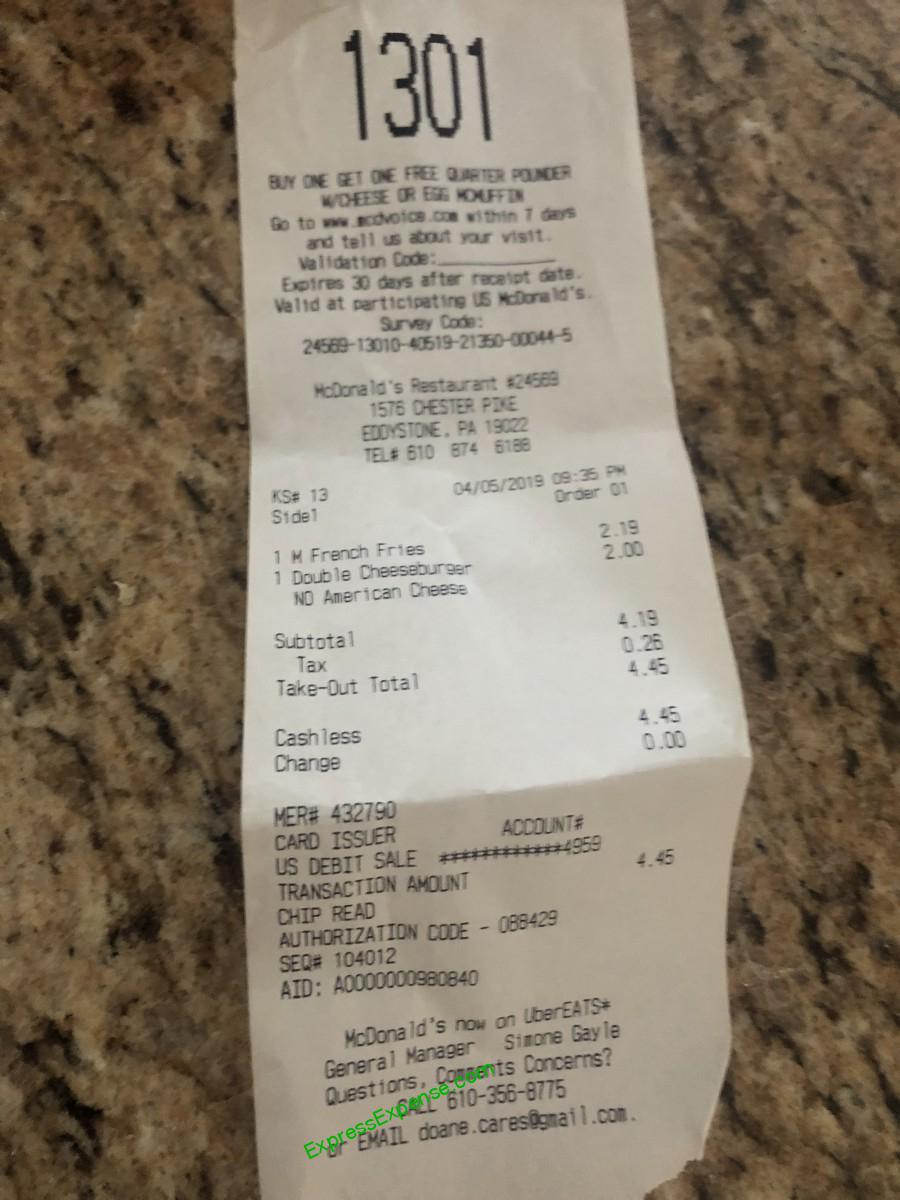 1301
BUY ONE GET ONE FREE QUARTER POUNDER
W/CHEESE OR EGG MCMUFFIN
Go to www.mcdvoice.com within 7 days
and tell us about your visit.
Validation Code:__________
Expires 30 days after receipt date.
Valid at participating US McDonald's.
Survey Code:
24569-13010-40519-21350-00044-5
McDonald's Restaurant #24569
1576 CHESTER PIKE
EDDYSTONE, PA 19022
TEL# 610 874 6188
KS# 13 04/05/2019 09:35 PM
Side1 Order 01
1 M French Fries 2.19
1 Double Cheeseburger 2.00
NO American Cheese
Subtotal 4.19
Tax 0.26
Take-Out Total 4.45
Cashless 4.45
Change 0.00
MER# 432790
CARD ISSUER ACCOUNT#
US DEBIT SALE ************4959
TRANSACTION AMOUNT 4.45
CHIP READ
AUTHORIZATION CODE - 088429
SEQ# 104012
AID: A0000000980840
McDonald's now on UberEATS*
General Manager Simone Gayle
Questions, Comments Concerns?
CALL 610-356-8775
or EMAIL doane.cares@gmail.com.
ExpressExpense.com